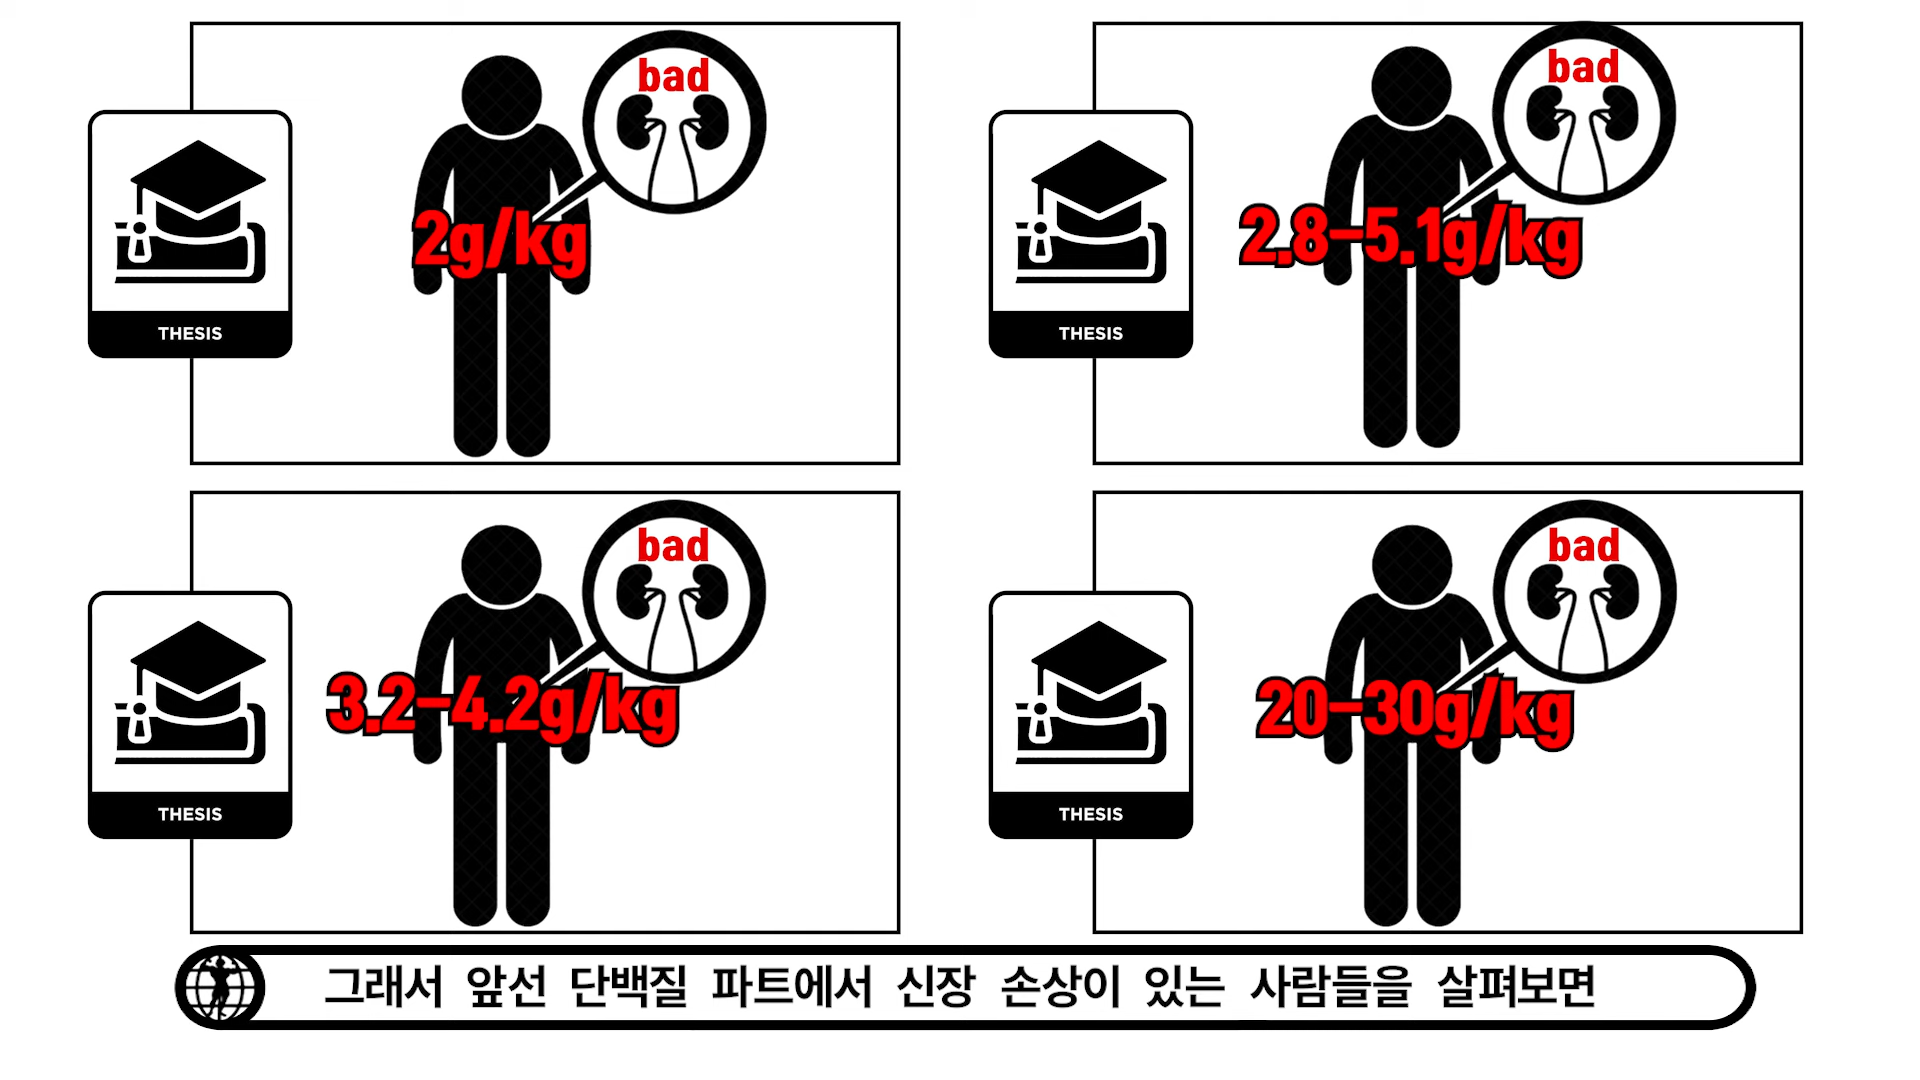 bad
2g/kg
THESIS
bad
2.8-5.1g/kg
THESIS
bad
3.2-4.2g/kg
THESIS
bad
20-30g/kg
THESIS
그래서 앞선 단백질 파트에서 신장 손상이 있는 사람들을 살펴보면